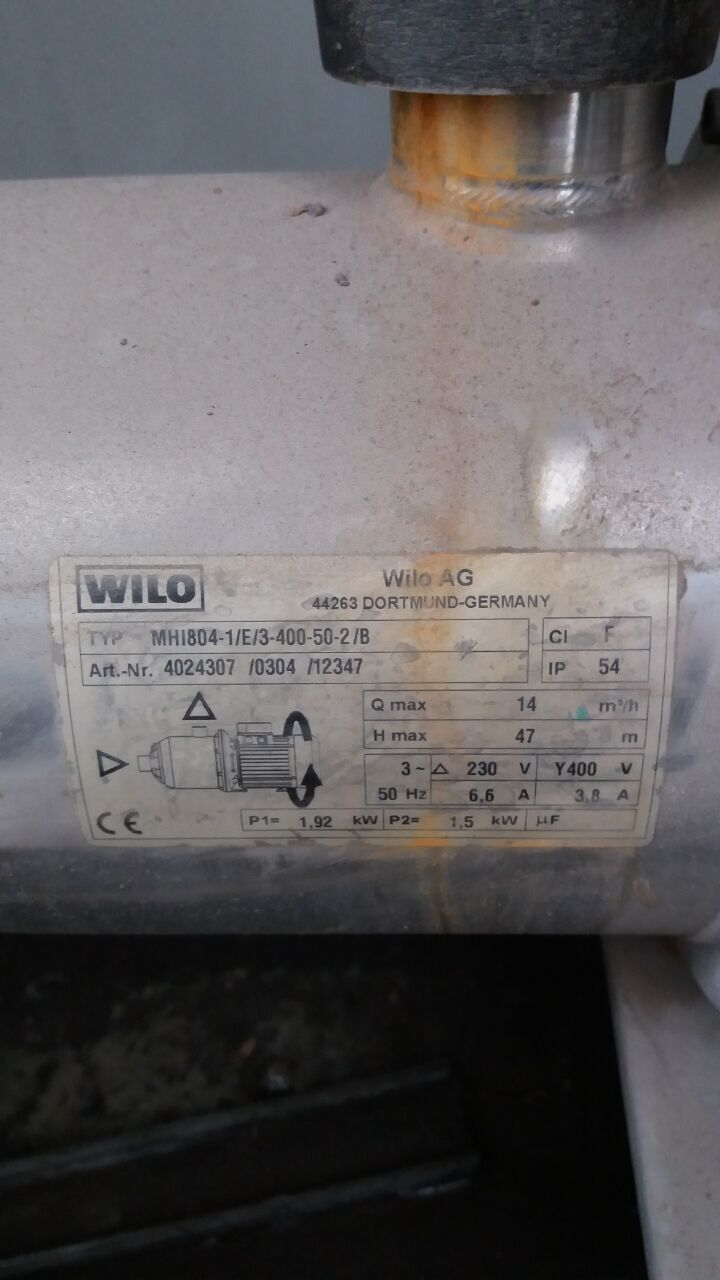 WILO
Wilo AG
44263 DORTMUND-GERMANY
TYP MHI804-1/E/3-400-50-2/B
Art.-Nr. 4024307 /0304 /12347
Cl F
IP 54
Q max 14 m³/h
H max 47 m
3~ △ 230 V Y400 V
50 Hz 6,6 A 3,8 A
P1= 1,92 kW P2= 1,5 kW µF
CE